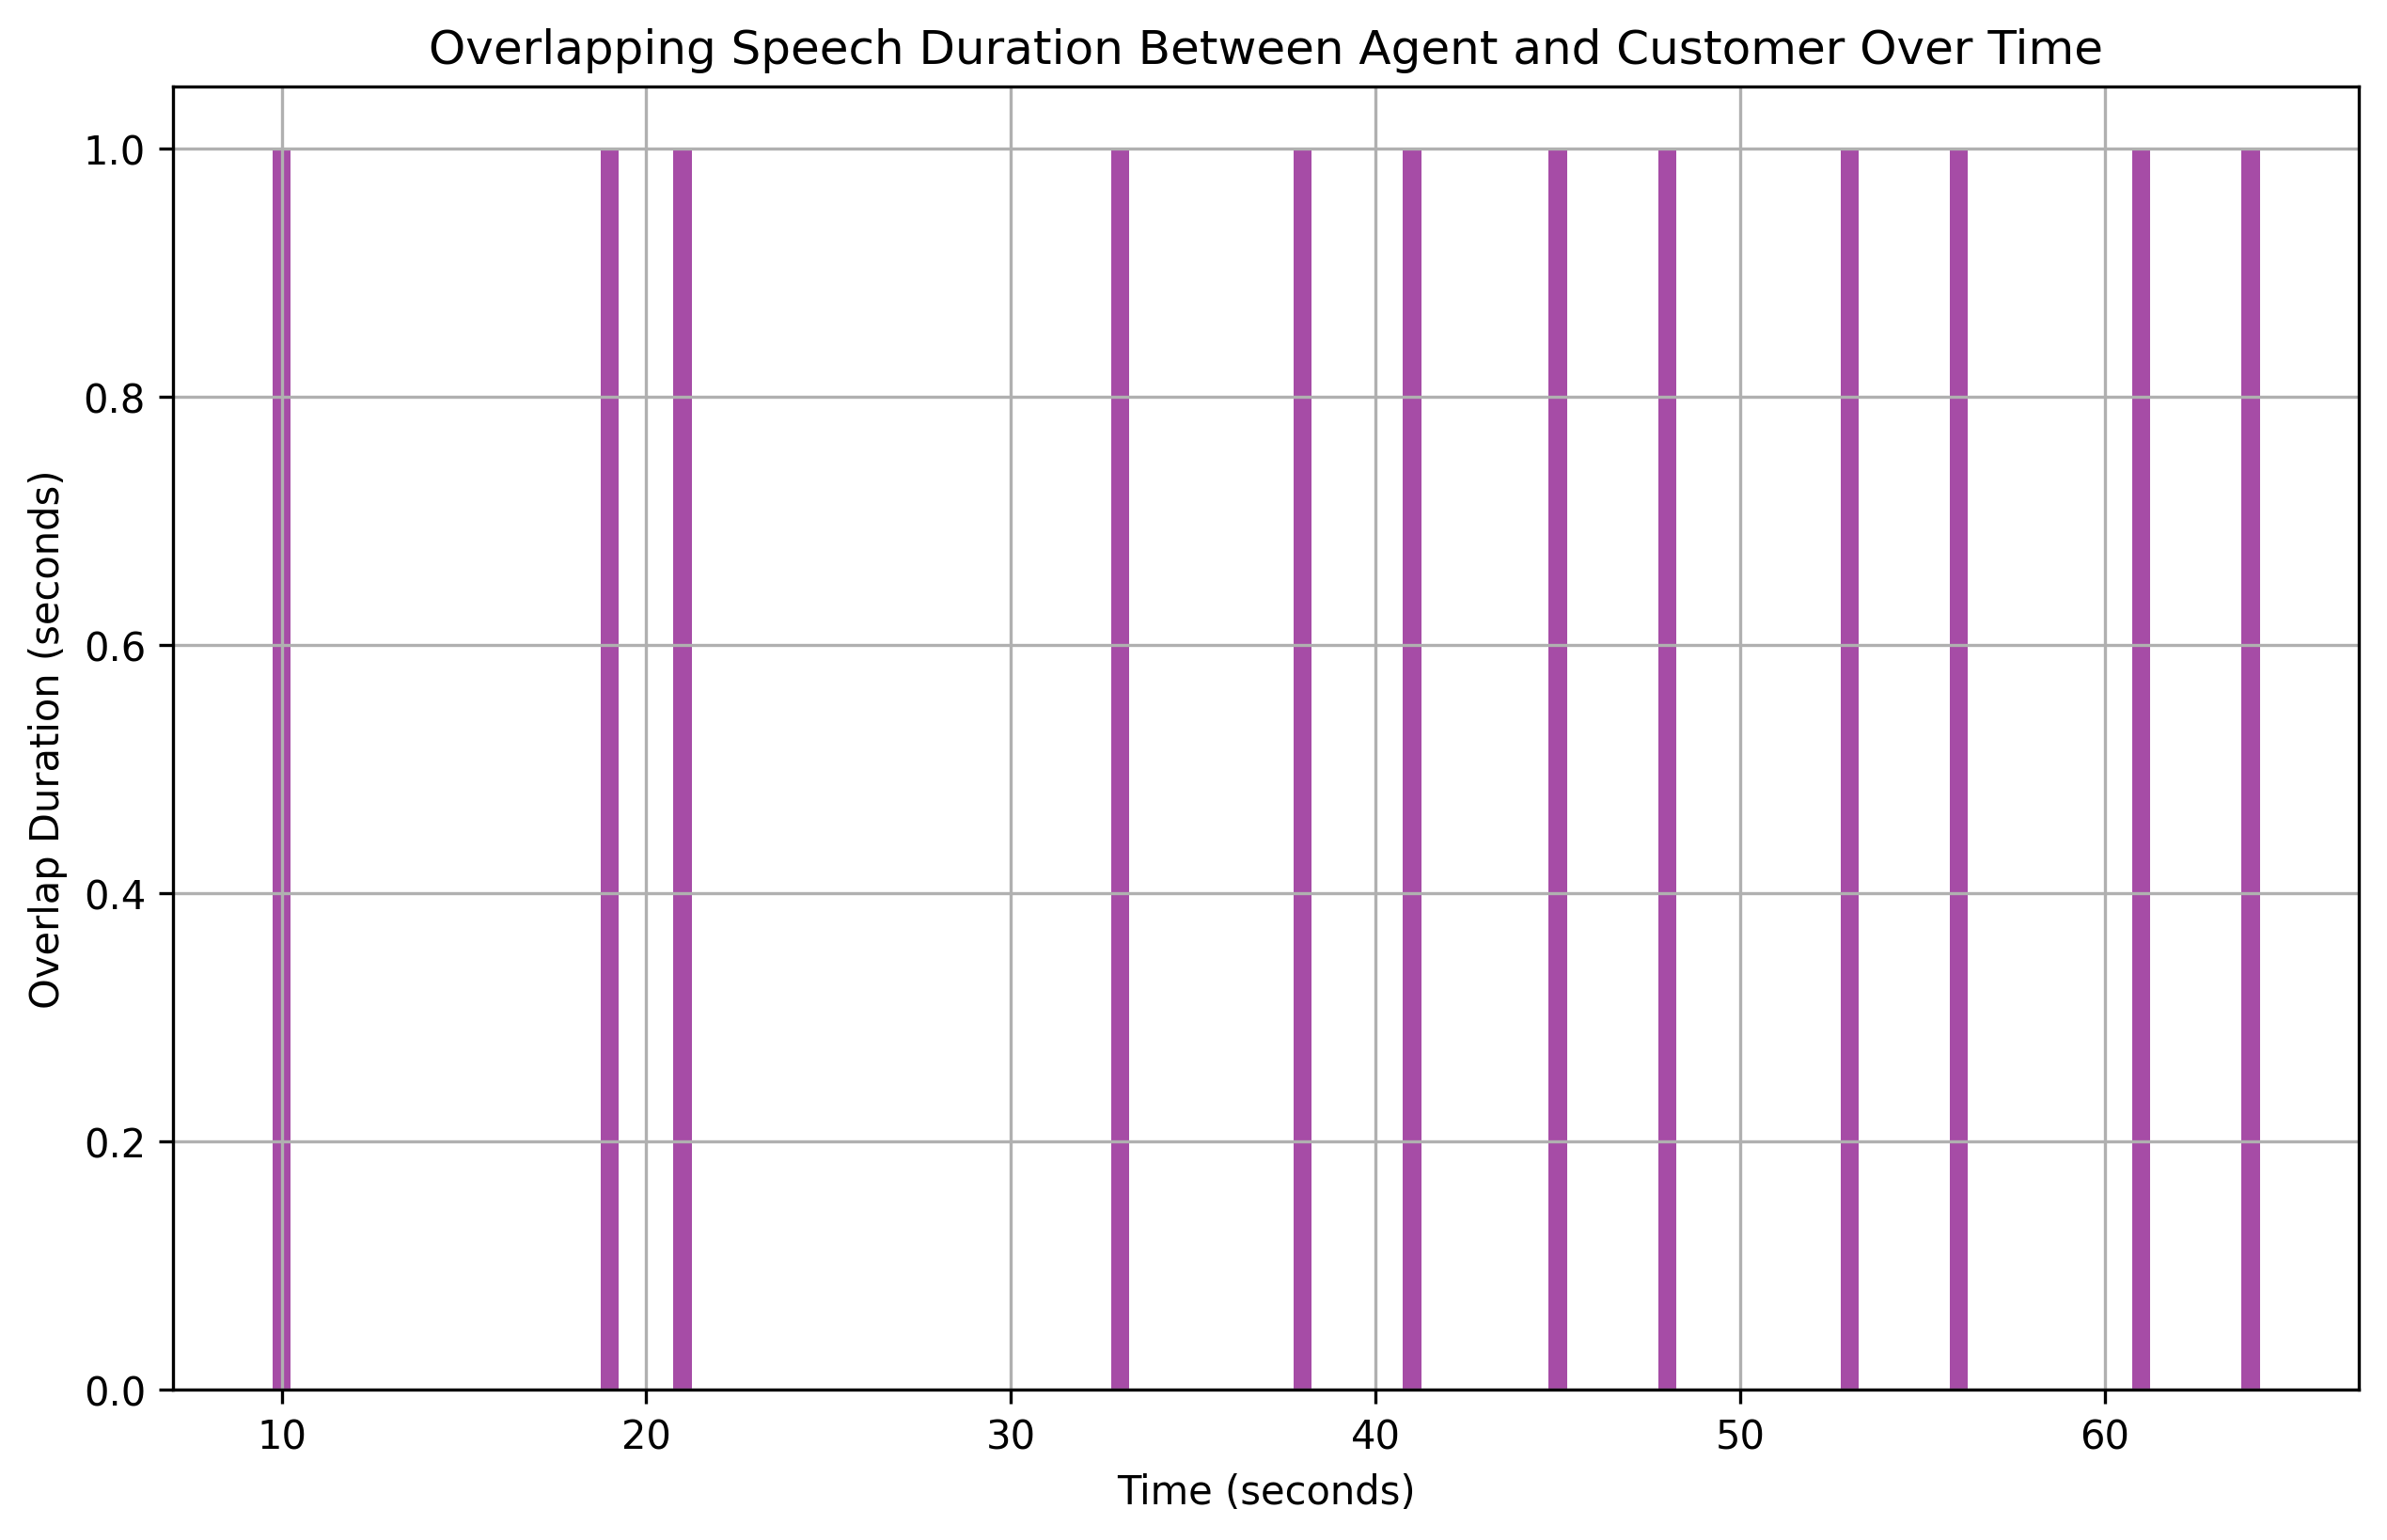 Overlapping Speech Duration Between Agent and Customer Over Time
Overlap Duration (seconds)
1.0
0.8
0.6
0.4
0.2
0.0
10 20 30 40 50 60
Time (seconds)